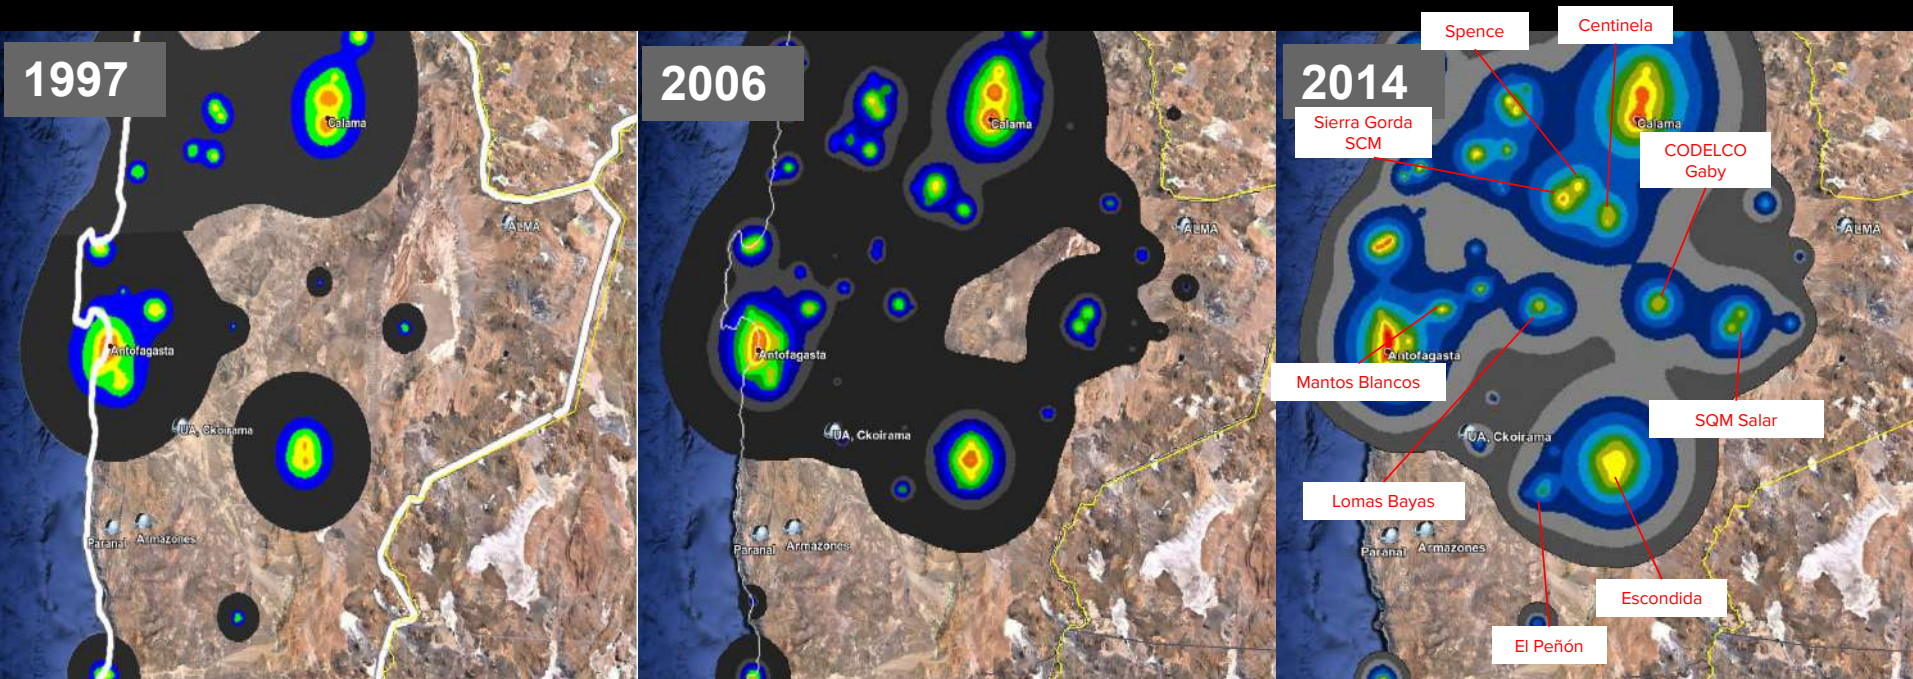 1997
Calama
ALMA
Antofagasta
UA, Ckoirama
Paranal
Armazones
2006
Calama
ALMA
Antofagasta
UA, Ckoirama
Paranal
Armazones
2014
Spence
Centinela
Sierra Gorda
SCM
Calama
CODELCO
Gaby
ALMA
Antofagasta
Mantos Blancos
SQM Salar
UA, Ckoirama
Lomas Bayas
Paranal
Armazones
Escondida
El Peñón